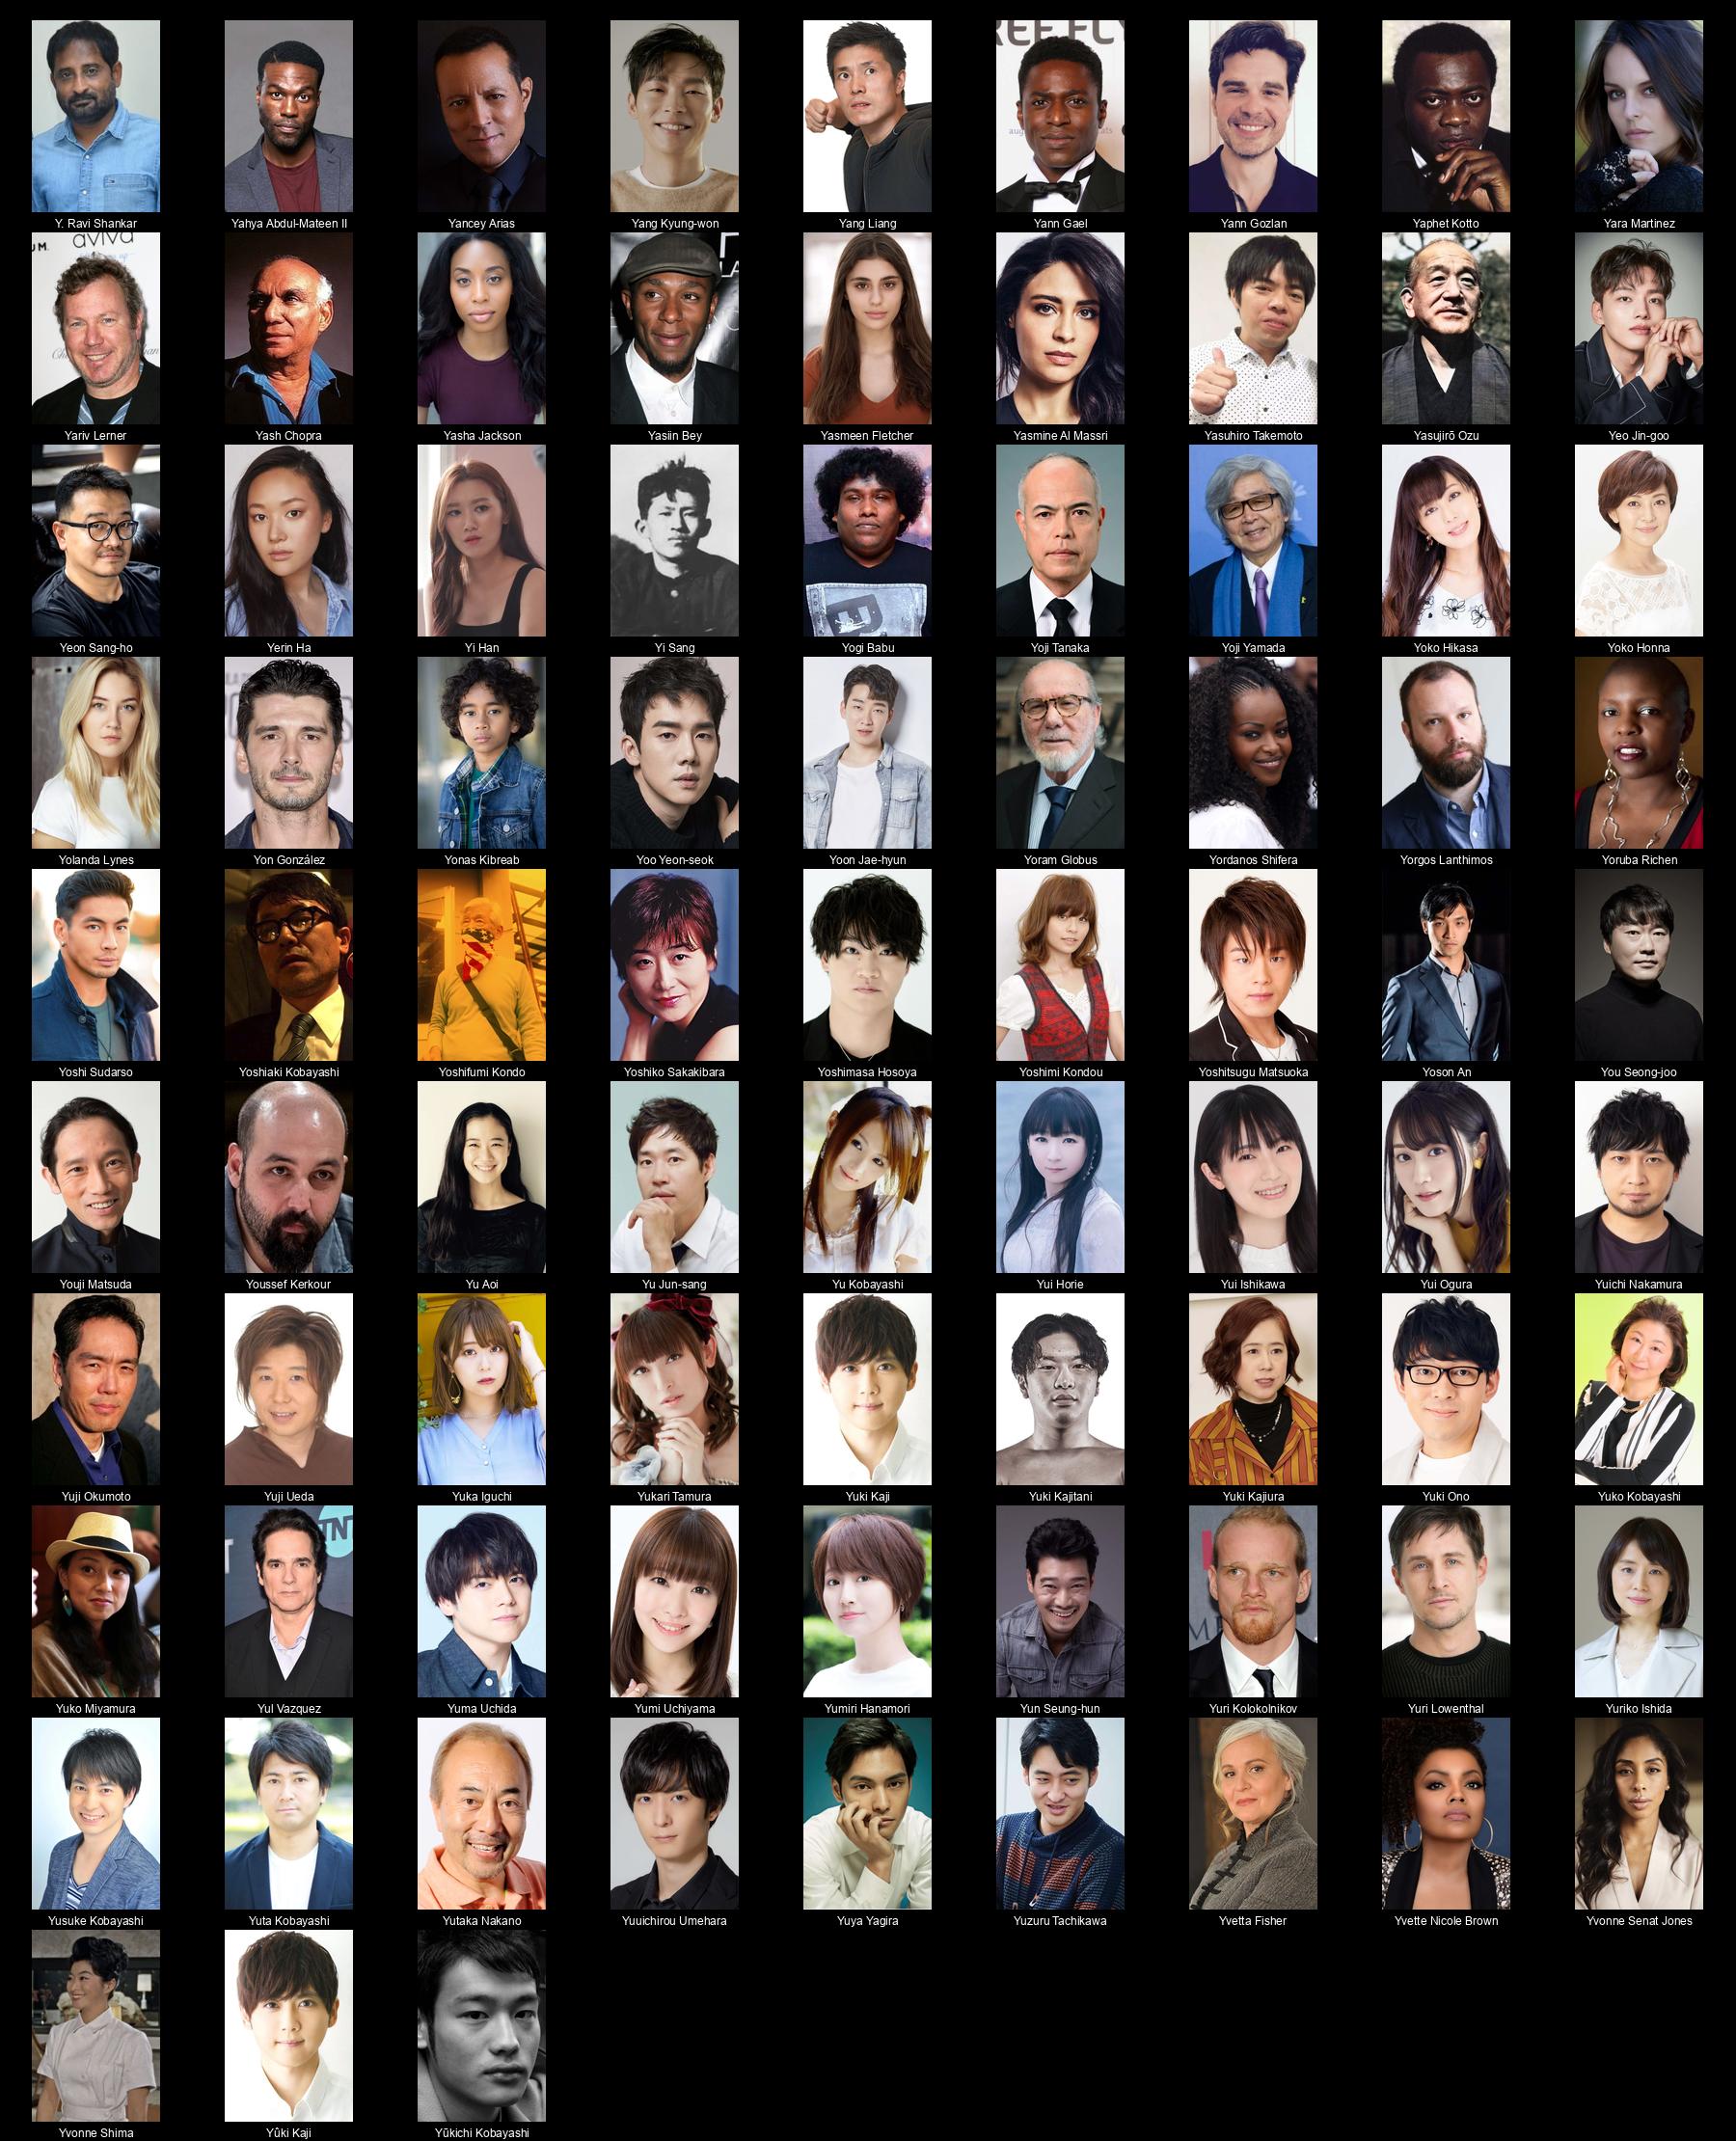 REE FLY
Y. Ravi Shankar
Yahya Abdul-Mateen II
Yancey Arias
Yang Kyung-won
Yang Liang
Yann Gael
Yann Gozlan
Yaphet Kotto
Yara Martinez
aviva
Yariv Lerner
Yash Chopra
Yasha Jackson
Yasiin Bey
Yasmeen Fletcher
Yasmine Al Massri
Yasuhiro Takemoto
Yasujirō Ozu
Yeo Jin-goo
Yeon Sang-ho
Yerin Ha
Yi Han
Yi Sang
Yogi Babu
Yoji Tanaka
Yoji Yamada
Yoko Hikasa
Yoko Honna
Yolanda Lynes
Yon González
Yonas Kibreab
Yoo Yeon-seok
Yoon Jae-hyun
Yoram Globus
Yordanos Shifera
Yorgos Lanthimos
Yoruba Richen
Yoshi Sudarso
Yoshiaki Kobayashi
Yoshifumi Kondo
Yoshiko Sakakibara
Yoshimasa Hosoya
Yoshimi Kondou
Yoshitsugu Matsuoka
Yoson An
You Seong-joo
Youji Matsuda
Youssef Kerkour
Yu Aoi
Yu Jun-sang
Yu Kobayashi
Yui Horie
Yui Ishikawa
Yui Ogura
Yuichi Nakamura
Yuji Okumoto
Yuji Ueda
Yuka Iguchi
Yukari Tamura
Yuki Kaji
Yuki Kajitani
Yuki Kajiura
Yuki Ono
Yuko Kobayashi
TNT
Yuko Miyamura
Yul Vazquez
Yuma Uchida
Yumi Uchiyama
Yumiri Hanamori
Yun Seung-hun
Yuri Kolokolnikov
Yuri Lowenthal
Yuriko Ishida
Yusuke Kobayashi
Yuta Kobayashi
Yutaka Nakano
Yuuichirou Umehara
Yuya Yagira
Yuzuru Tachikawa
Yvetta Fisher
Yvette Nicole Brown
Yvonne Senat Jones
Yvonne Shima
Yûki Kaji
Yūkichi Kobayashi